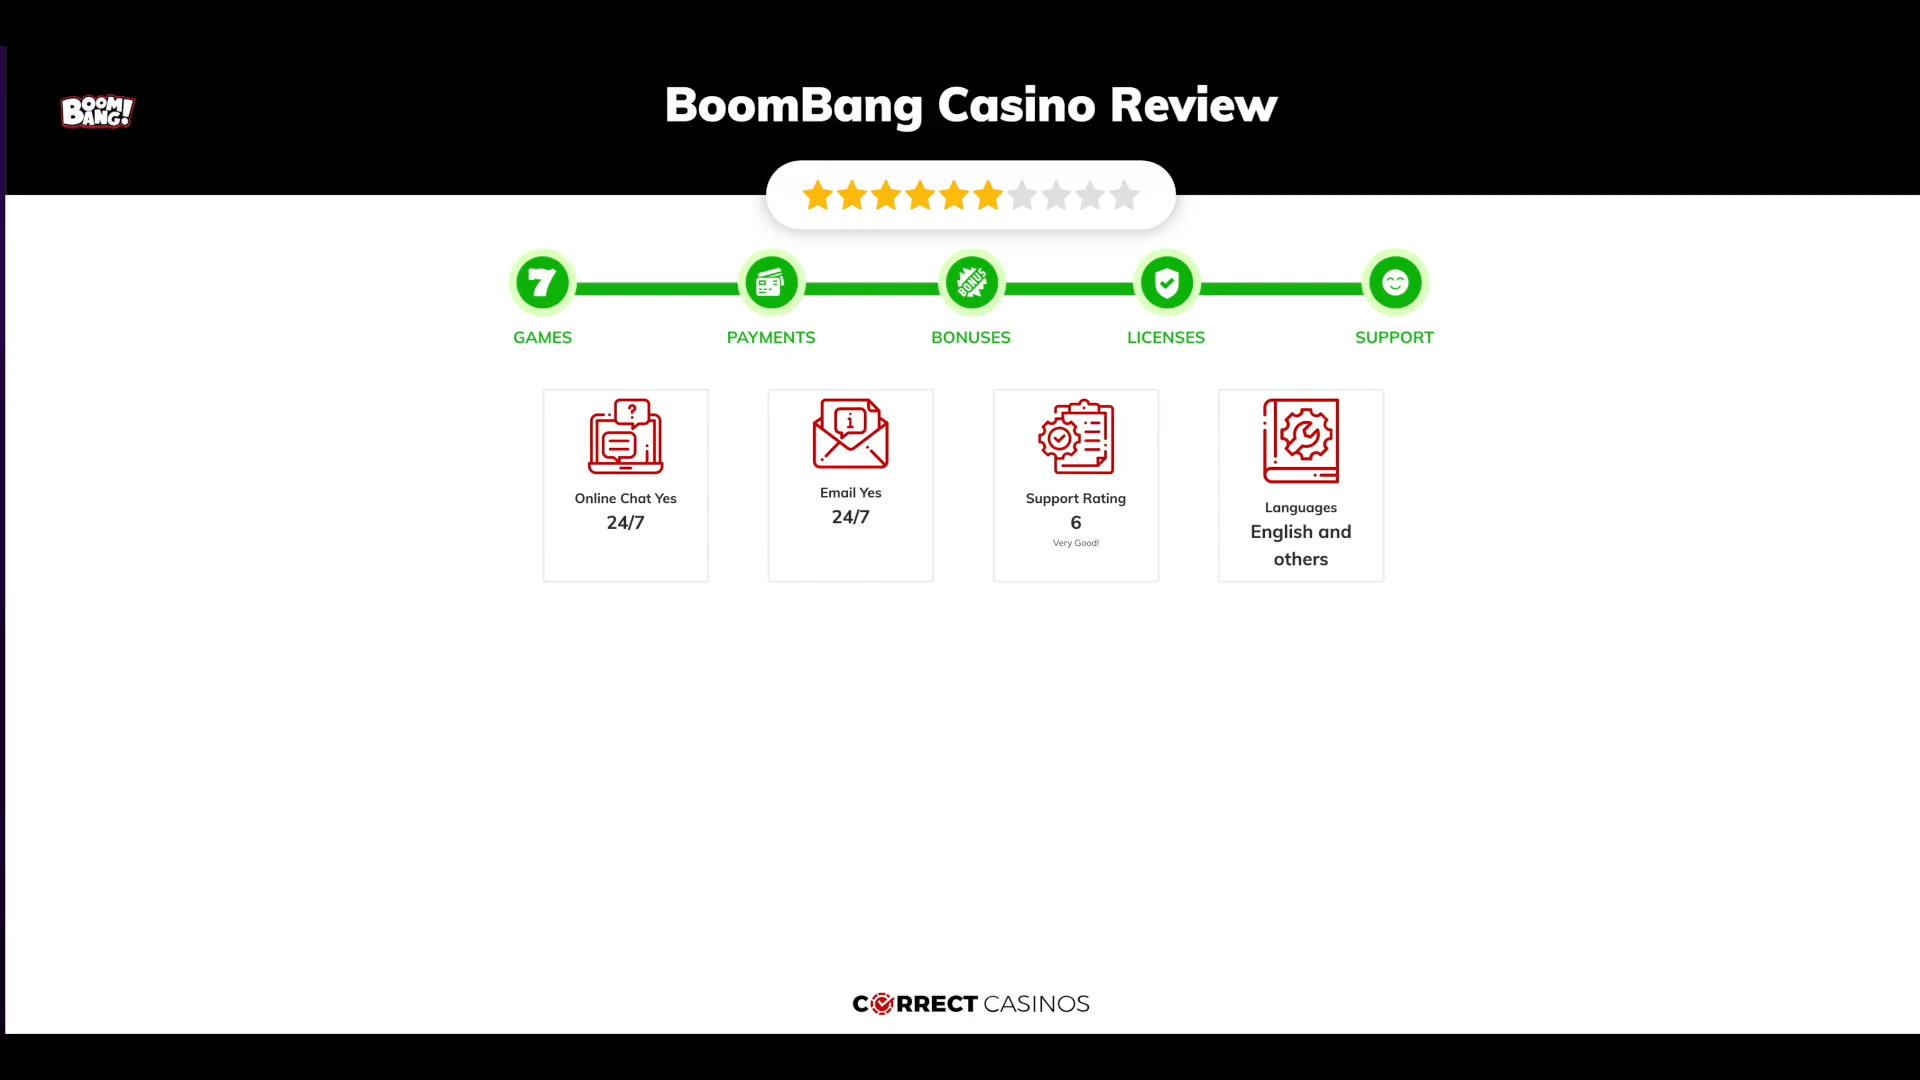 BOOM!
BANG!
BoomBang Casino Review
7
BONUS
GAMES
PAYMENTS
BONUSES
LICENSES
SUPPORT
?
i
Online Chat Yes
24/7
Email Yes
24/7
Support Rating
6
Very Good!
Languages
English and
others
CORRECT CASINOS